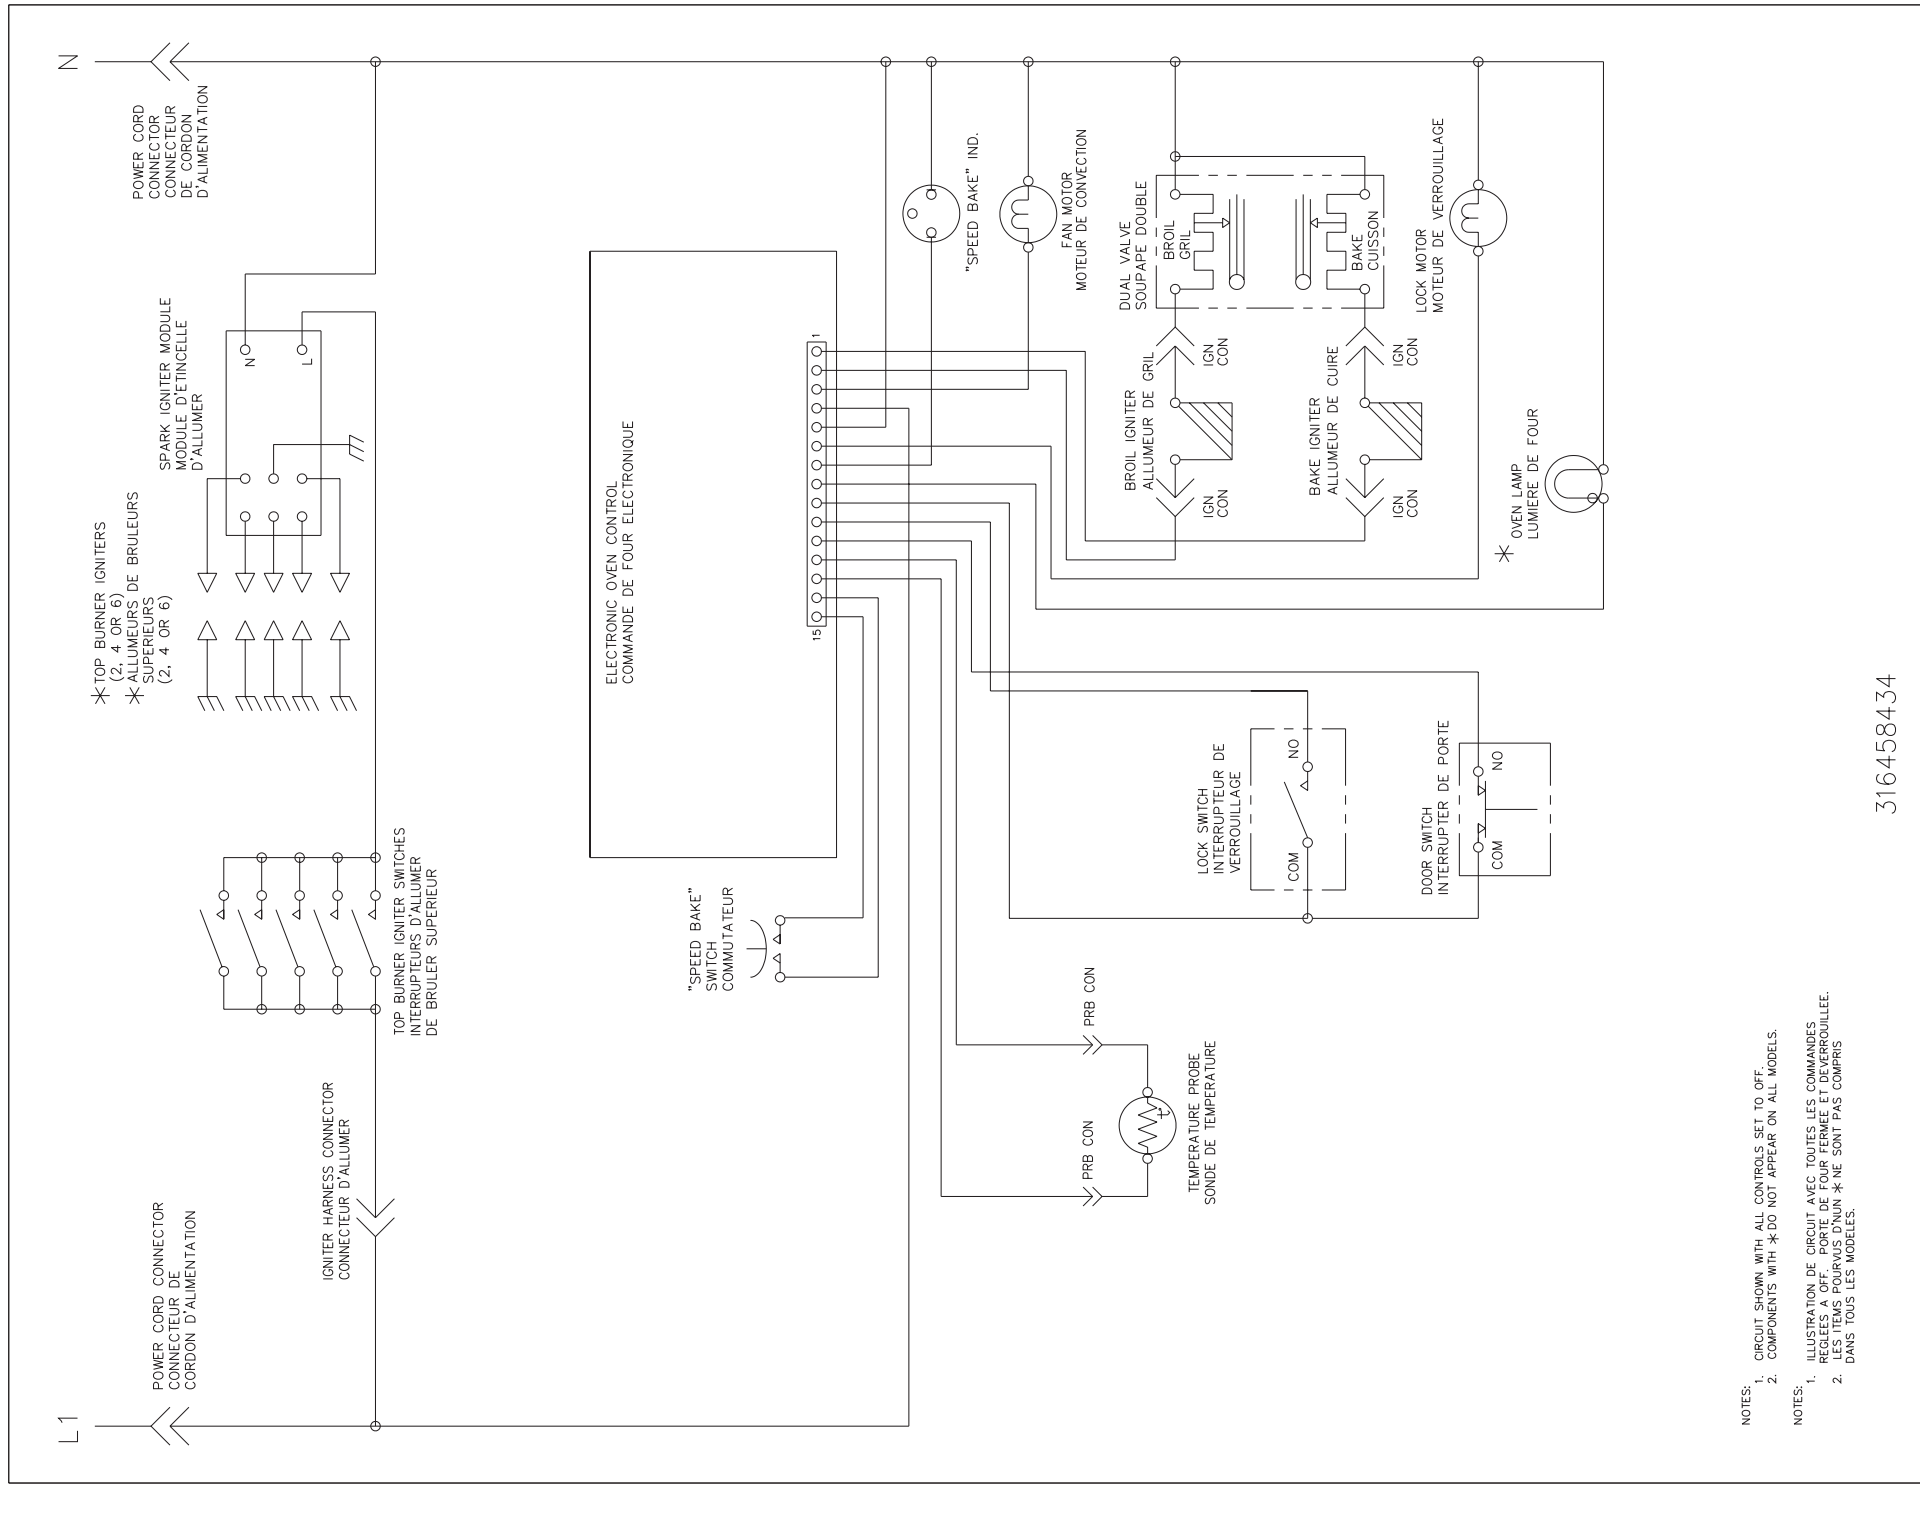 L1
N
POWER CORD CONNECTOR
CONNECTEUR DE
CORDON D'ALIMENTATION
POWER CORD
CONNECTOR
CONNECTEUR
DE CORDON
D'ALIMENTATION
✳TOP BURNER IGNITERS
(2, 4 OR 6)
✳ALLUMEURS DE BRULEURS
SUPERIEURS
(2, 4 OR 6)
SPARK IGNITER MODULE
MODULE D'ETINCELLE
D'ALLUMER
N
L
IGNITER HARNESS CONNECTOR
CONNECTEUR D'ALLUMER
TOP BURNER IGNITER SWITCHES
INTERRUPTEURS D'ALLUMER
DE BRULER SUPERIEUR
ELECTRONIC OVEN CONTROL
COMMANDE DE FOUR ELECTRONIQUE
15
1
"SPEED BAKE"
SWITCH
COMMUTATEUR
"SPEED BAKE" IND.
FAN MOTOR
MOTEUR DE CONVECTION
PRB CON
PRB CON
TEMPERATURE PROBE
SONDE DE TEMPERATURE
DUAL VALVE
SOUPAPE DOUBLE
BROIL
GRIL
BAKE
CUISSON
BROIL IGNITER
ALLUMEUR DE GRIL
IGN
CON
IGN
CON
BAKE IGNITER
ALLUMEUR DE CUIRE
IGN
CON
IGN
CON
LOCK SWITCH
INTERRUPTEUR DE
VERROUILLAGE
COM
NO
LOCK MOTOR
MOTEUR DE VERROUILLAGE
DOOR SWITCH
INTERRUPTER DE PORTE
COM
NO
✳ OVEN LAMP
LUMIERE DE FOUR
NOTES:
1. CIRCUIT SHOWN WITH ALL CONTROLS SET TO OFF.
2. COMPONENTS WITH ✳ DO NOT APPEAR ON ALL MODELS.
NOTES:
1. ILLUSTRATION DE CIRCUIT AVEC TOUTES LES COMMANDES
REGLEES A OFF. PORTE DE FOUR FERMEE ET DEVERROUILLEE.
2. LES ITEMS POURVUS D'NUN ✳ NE SONT PAS COMPRIS
DANS TOUS LES MODELES.
316458434